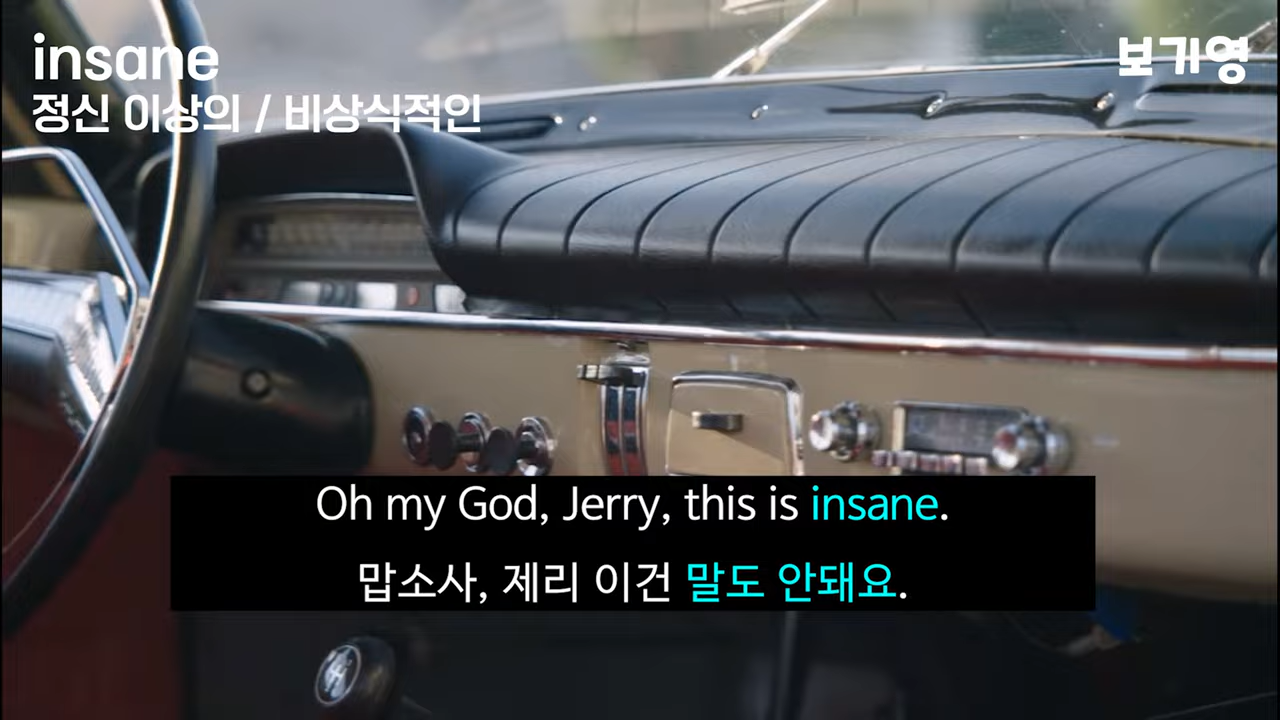 insane
정신 이상의 / 비상식적인
보기영
Oh my God, Jerry, this is insane.
맙소사, 제리 이건 말도 안돼요.